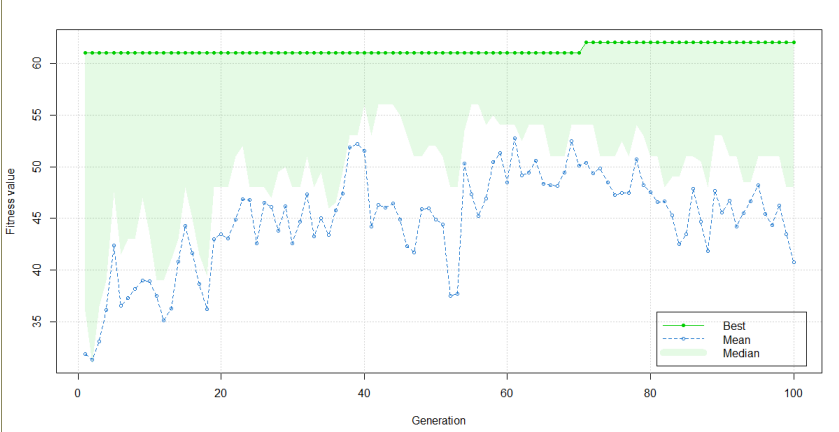 60
55
50
45
40
35
Fitness value
0 20 40 60 80 100
Generation
Best
Mean
Median